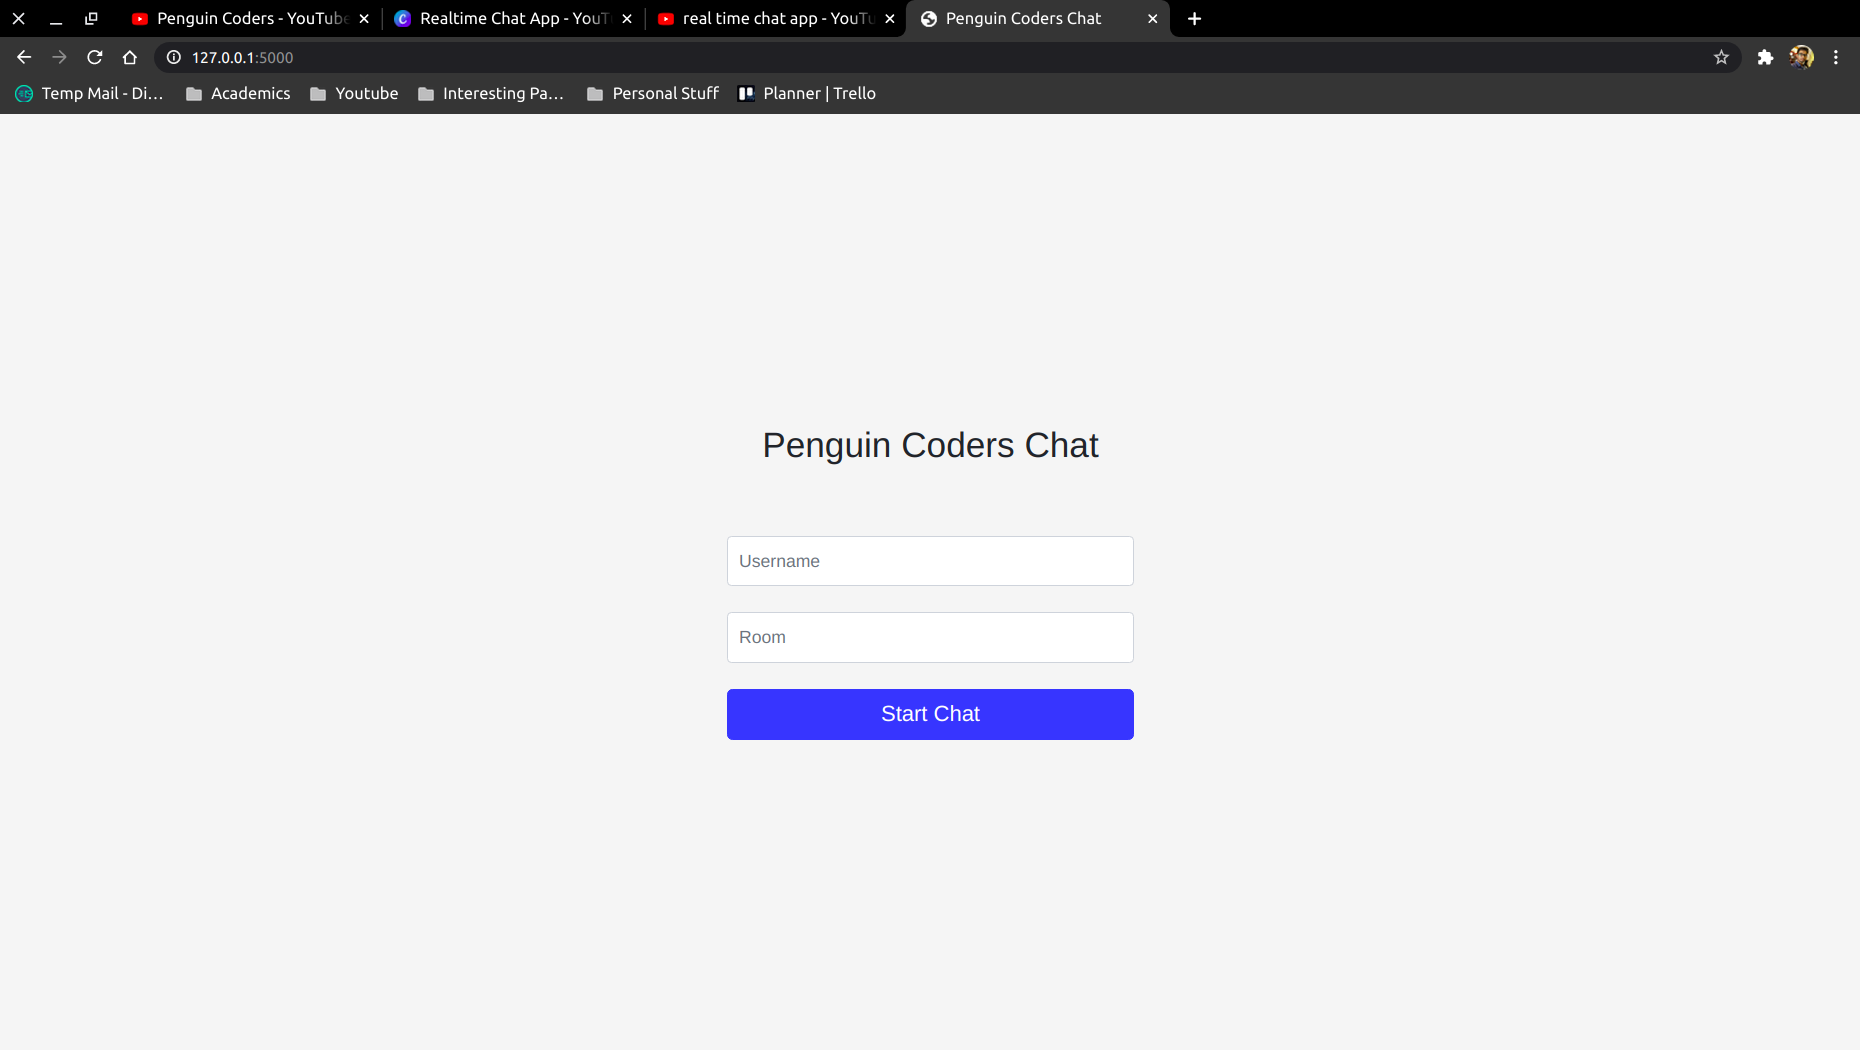 Penguin Coders - YouTube
Realtime Chat App - YouT
real time chat app - YouTu
Penguin Coders Chat
127.0.0.1:5000
Temp Mail - Di...
Academics
Youtube
Interesting Pa...
Personal Stuff
Planner | Trello
Penguin Coders Chat
Username
Room
Start Chat